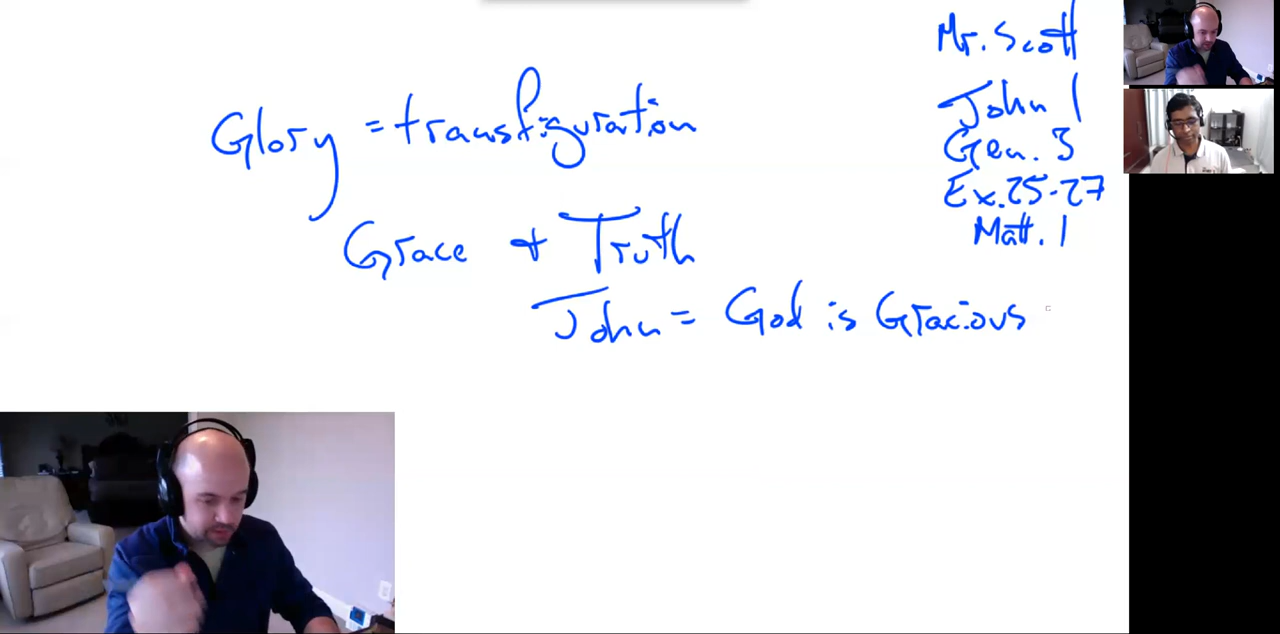 Glory = transfiguration
Grace + Truth
John = God is Gracious
Mr. Scott
John 1
Gen. 3
Ex. 25-27
Matt. 1